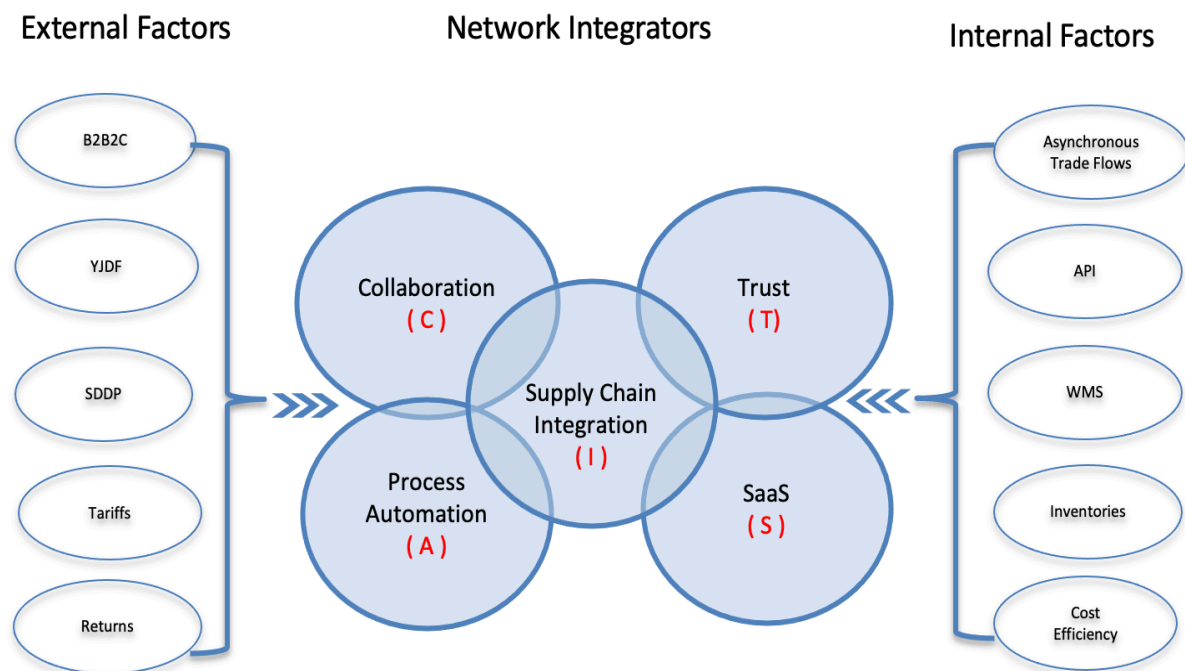 External Factors
Network Integrators
Internal Factors
B2B2C
YJDF
SDDP
Tariffs
Returns
Collaboration
( C )
Trust
( T)
Supply Chain
Integration
( I )
Process
Automation
( A )
SaaS
( S )
Asynchronous
Trade Flows
API
WMS
Inventories
Cost
Efficiency